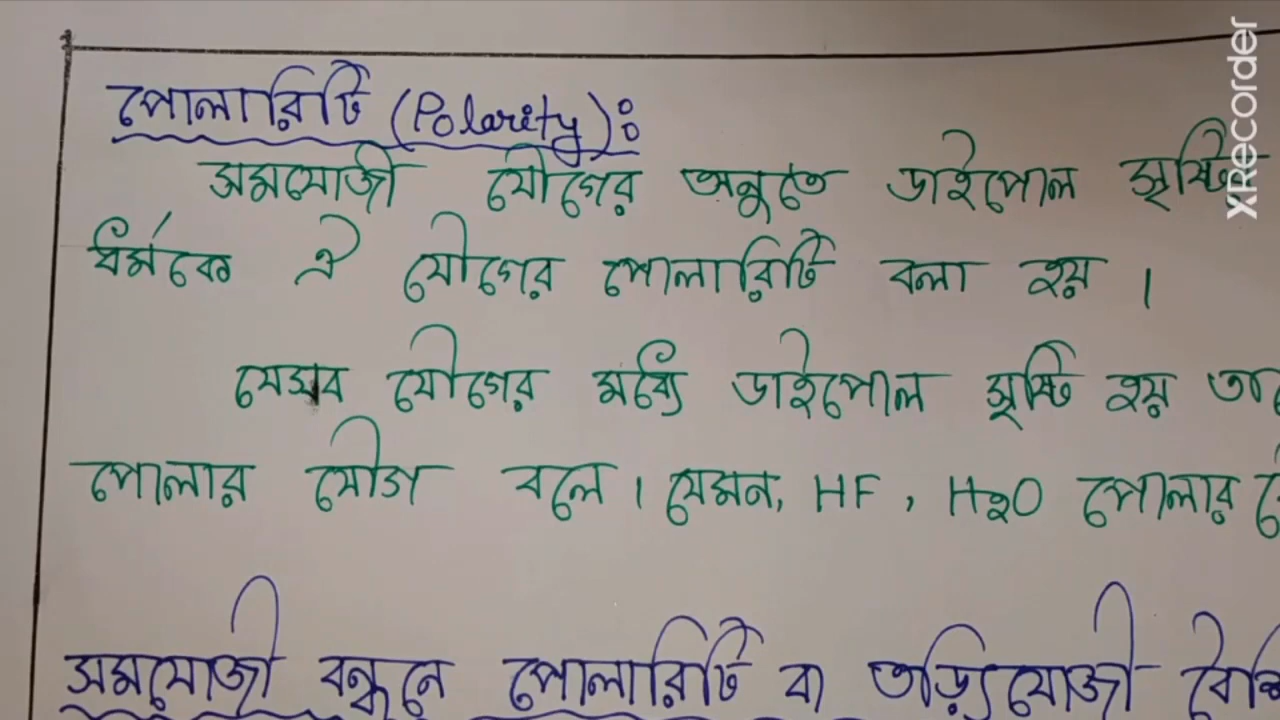 পোলারিটি (Polarity):
সমযোজী যৌগের অনুতে ডাইপোল সৃষ্টির
ধর্মকে ঐ যৌগের পোলারিটি বলা হয় ।
যেসব যৌগের মধ্যে ডাইপোল সৃষ্টি হয়
পোলার যৌগ বলে । যেমন, HF , H2O পোলার
সমযোজী বন্ধনে পোলারিটি বা তড়িৎযোজী
XRecorder